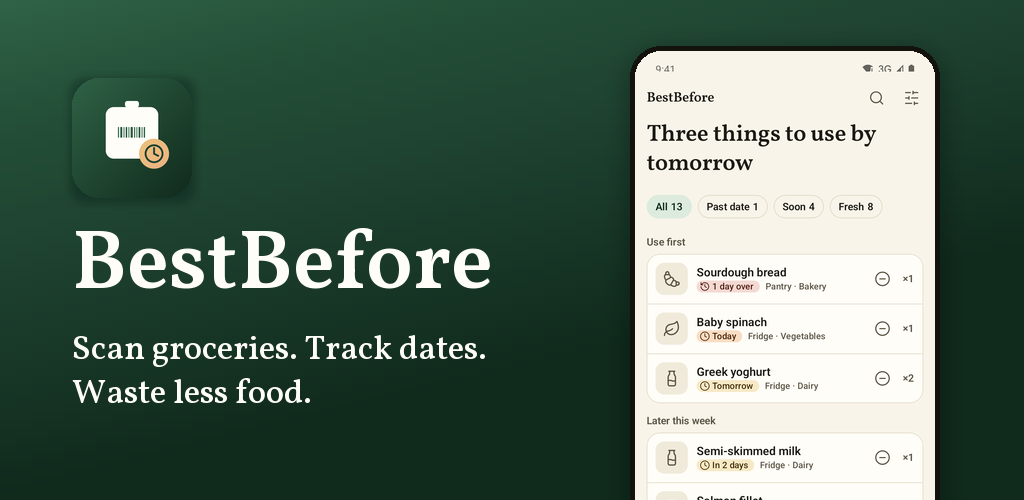 BestBefore
Scan groceries. Track dates.
Waste less food.
9:41
3G
BestBefore
Three things to use by
tomorrow
All 13
Past date 1
Soon 4
Fresh 8
Use first
Sourdough bread
1 day over
Pantry · Bakery
×1
Baby spinach
Today
Fridge · Vegetables
×1
Greek yoghurt
Tomorrow
Fridge · Dairy
×2
Later this week
Semi-skimmed milk
In 2 days
Fridge · Dairy
×1
Salmon fillet